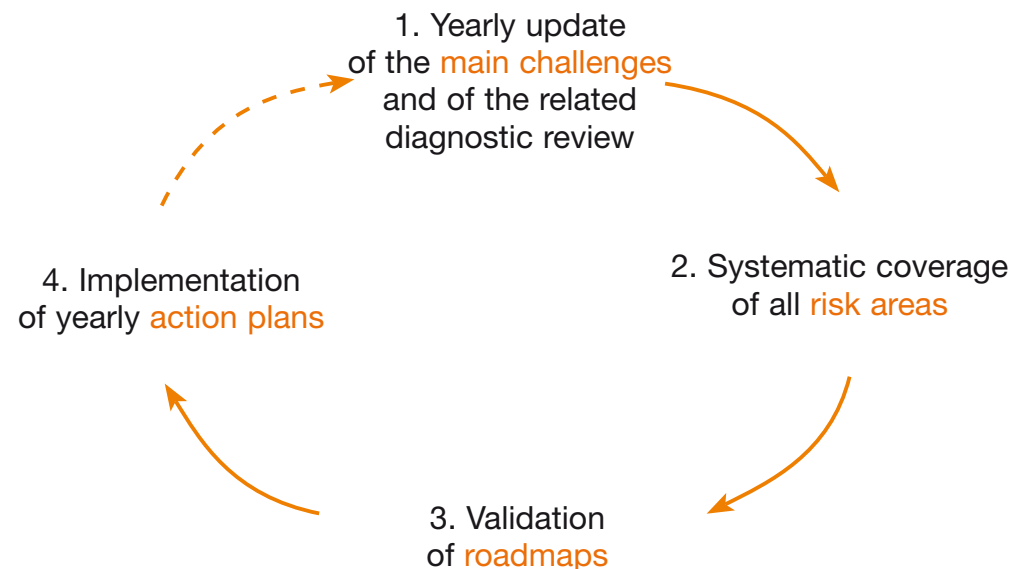 1. Yearly update
of the main challenges
and of the related
diagnostic review
2. Systematic coverage
of all risk areas
3. Validation
of roadmaps
4. Implementation
of yearly action plans